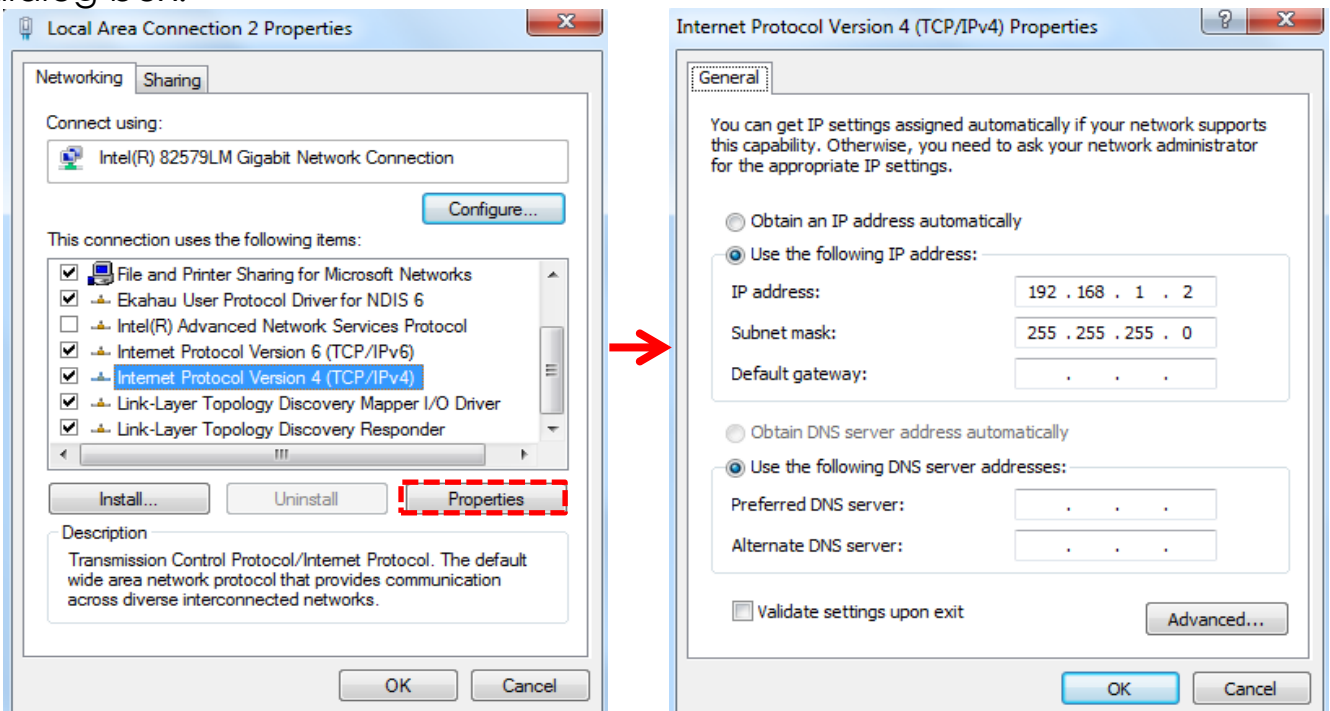 dialog box.
Local Area Connection 2 Properties
Networking
Sharing
Connect using:
Intel(R) 82579LM Gigabit Network Connection
Configure...
This connection uses the following items:
File and Printer Sharing for Microsoft Networks
Ekahau User Protocol Driver for NDIS 6
Intel(R) Advanced Network Services Protocol
Internet Protocol Version 6 (TCP/IPv6)
Internet Protocol Version 4 (TCP/IPv4)
Link-Layer Topology Discovery Mapper I/O Driver
Link-Layer Topology Discovery Responder
Install...
Uninstall
Properties
Description
Transmission Control Protocol/Internet Protocol. The default
wide area network protocol that provides communication
across diverse interconnected networks.
OK
Cancel
Internet Protocol Version 4 (TCP/IPv4) Properties
General
You can get IP settings assigned automatically if your network supports
this capability. Otherwise, you need to ask your network administrator
for the appropriate IP settings.
Obtain an IP address automatically
Use the following IP address:
IP address: 192 . 168 . 1 . 2
Subnet mask: 255 . 255 . 255 . 0
Default gateway: . . .
Obtain DNS server address automatically
Use the following DNS server addresses:
Preferred DNS server: . . .
Alternate DNS server: . . .
Validate settings upon exit
Advanced...
OK
Cancel